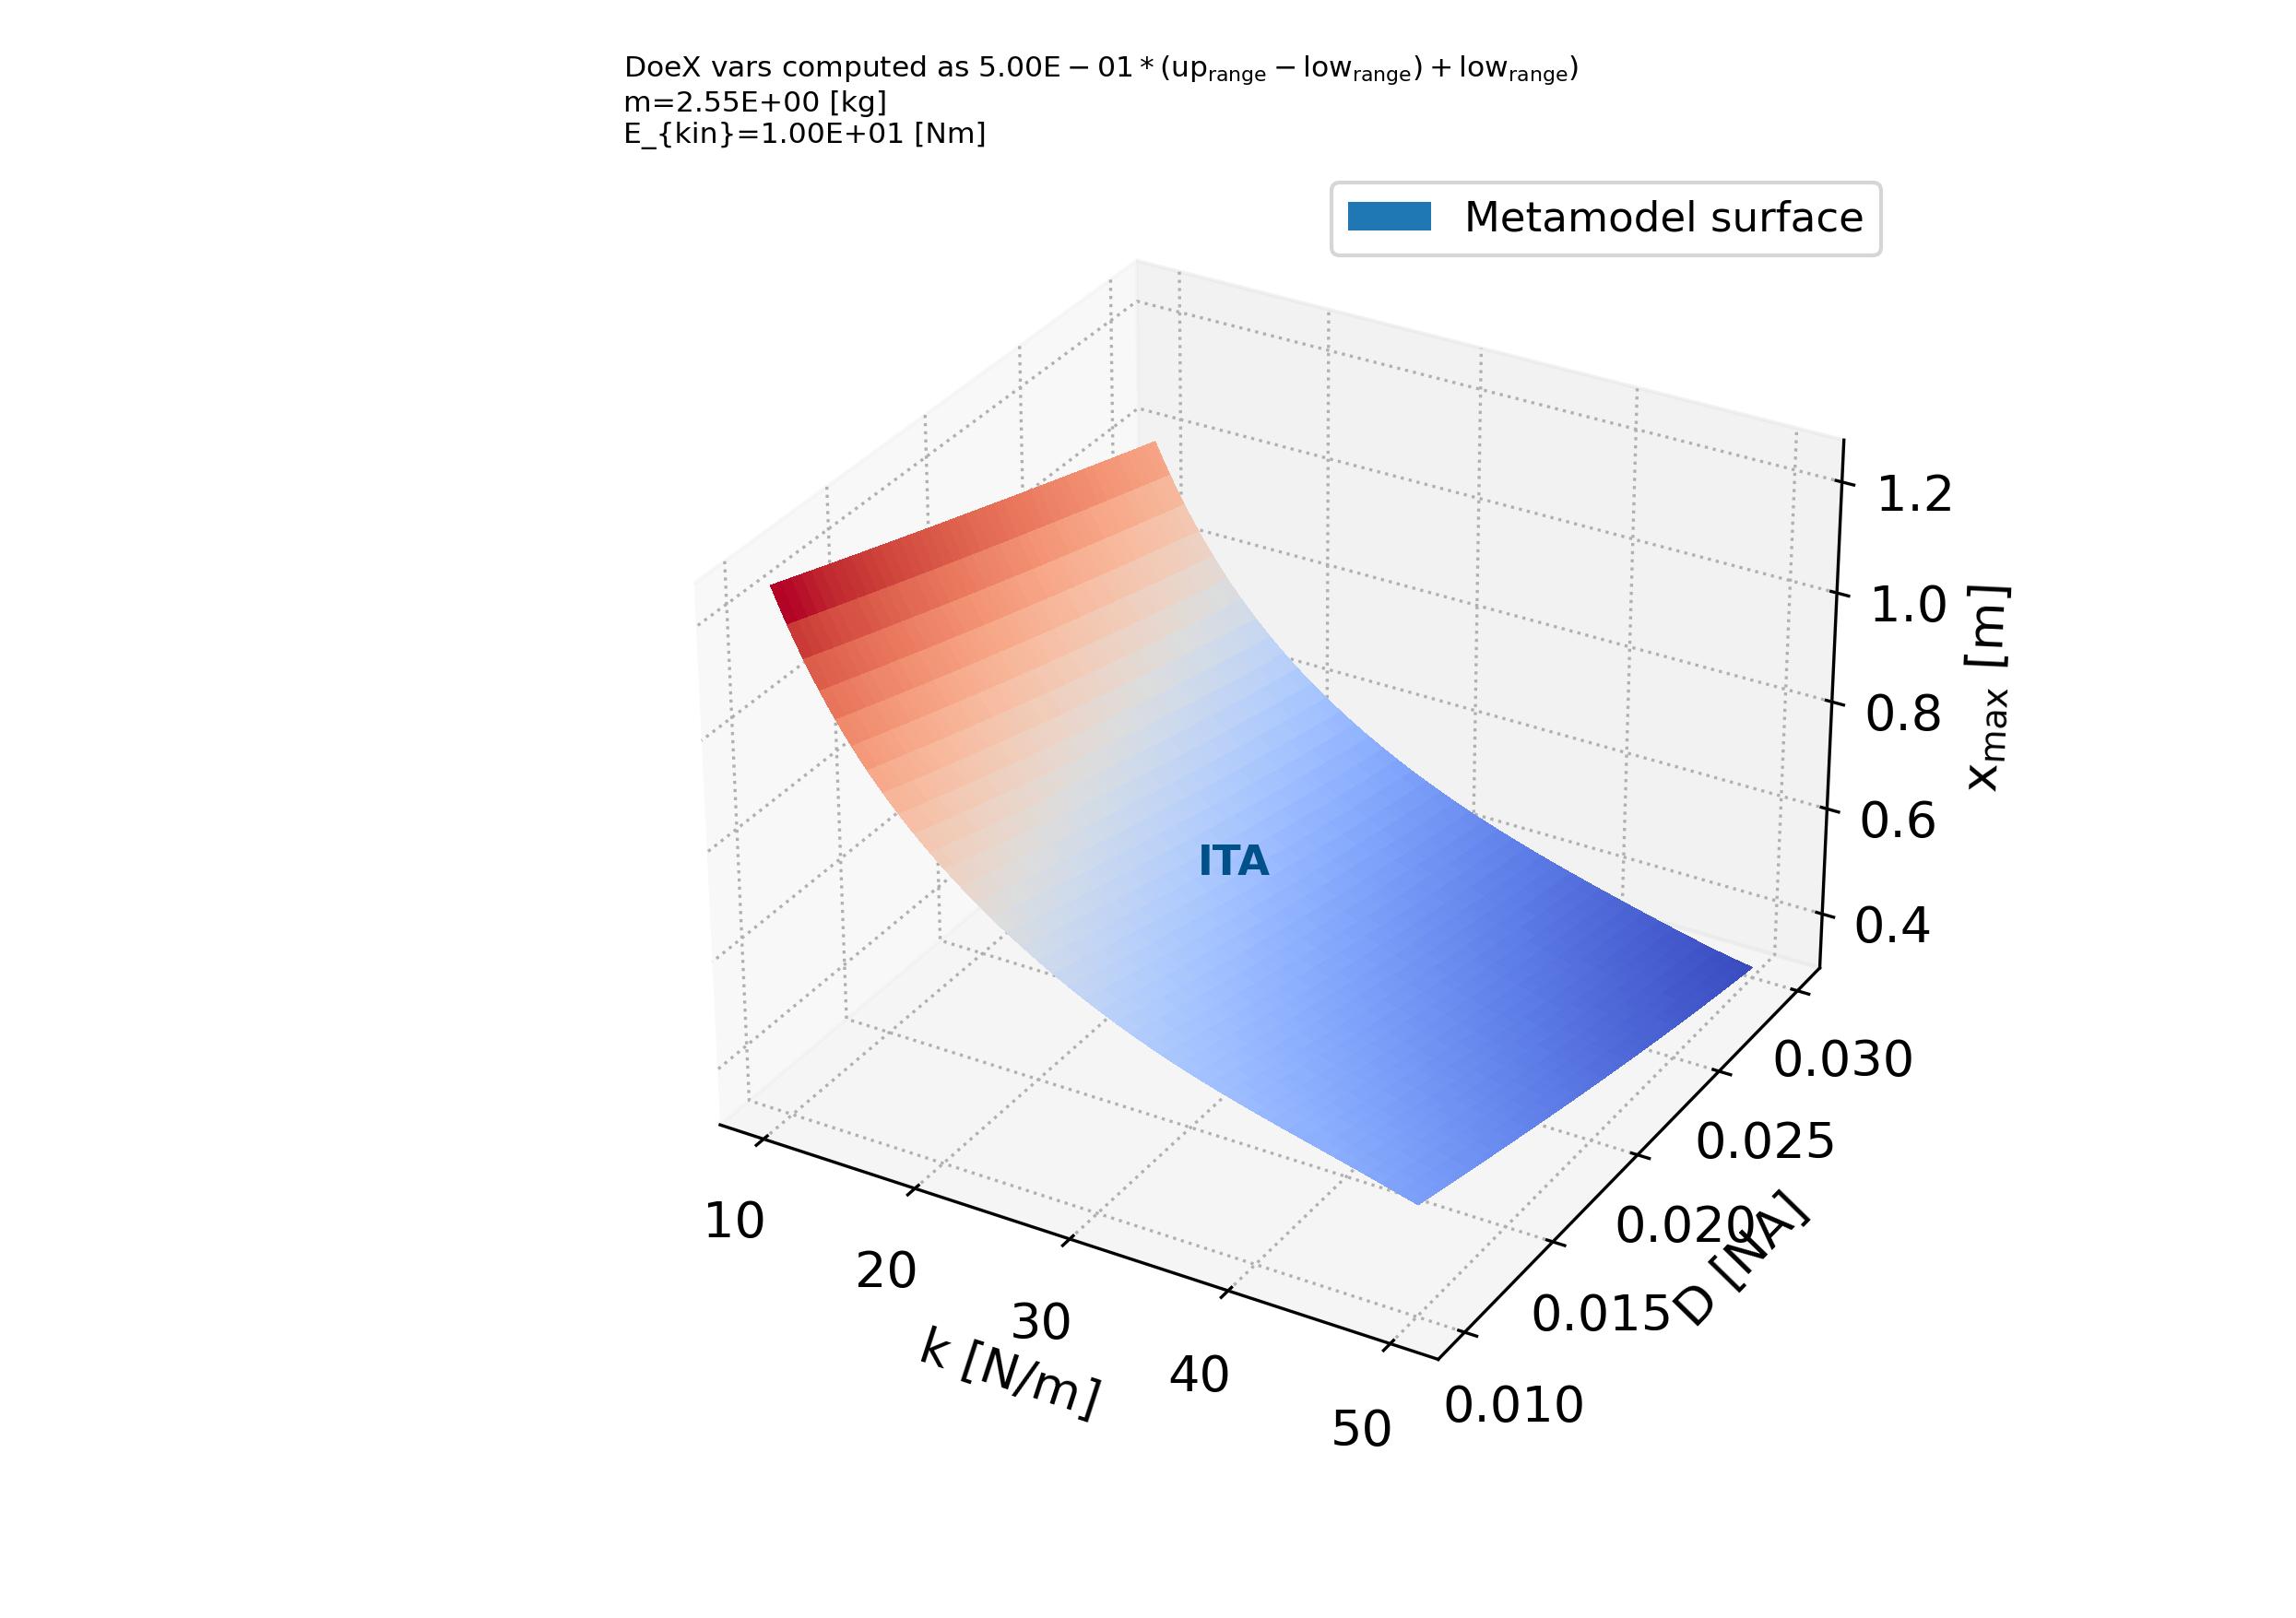 DoeX vars computed as 5.00E − 01 * (up_range − low_range) + low_range)
m=2.55E+00 [kg]
E_{kin}=1.00E+01 [Nm]
Metamodel surface
1.2
1.0
0.8
0.6
0.4
x_max [m]
ITA
0.030
0.025
0.020
0.015
0.010
D [NA]
10
20
30
40
50
k [N/m]